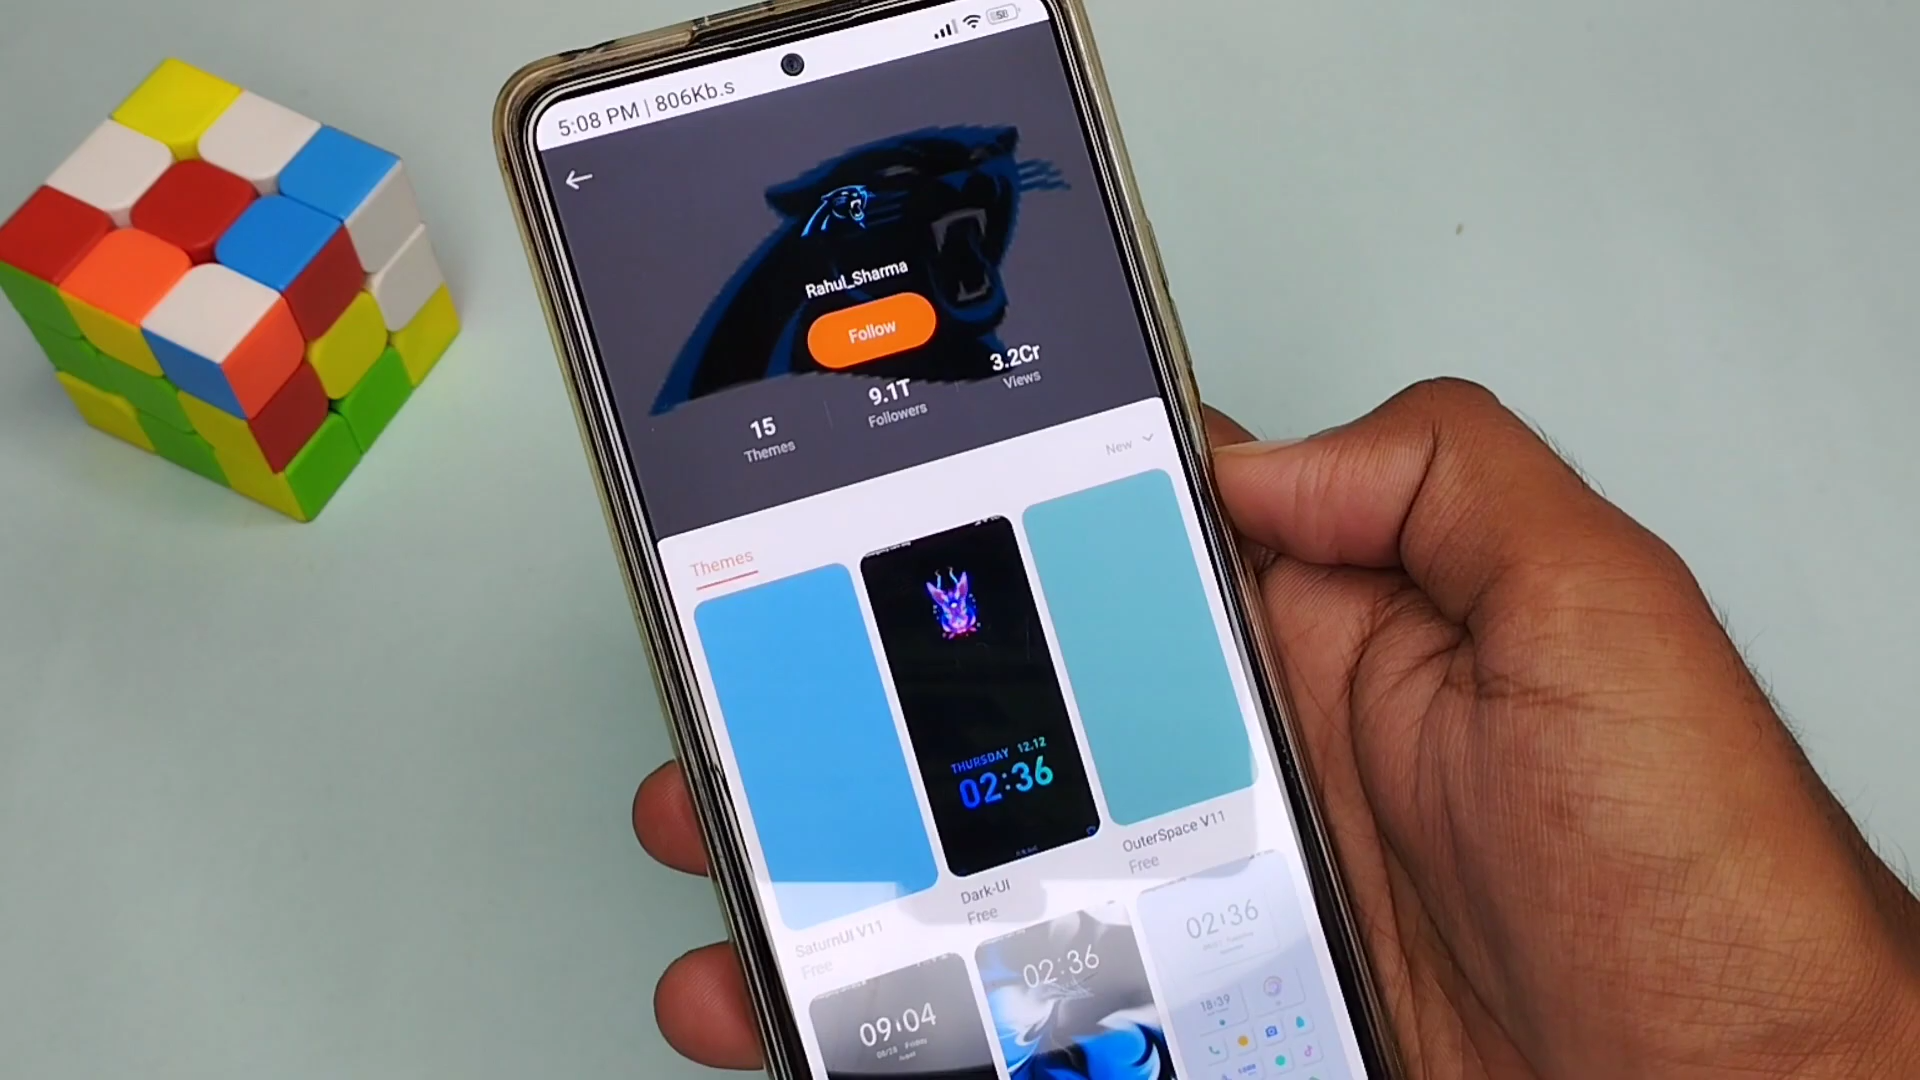 5:08 PM | 806Kb.s
58
Rahul_Sharma
Follow
15
Themes
9.1T
Followers
3.2Cr
Views
New
Themes
THURSDAY 12.12
02:36
SaturnUI V11
Free
Dark-UI
Free
OuterSpace V11
Free
09:04
02:36
02:36
18:39